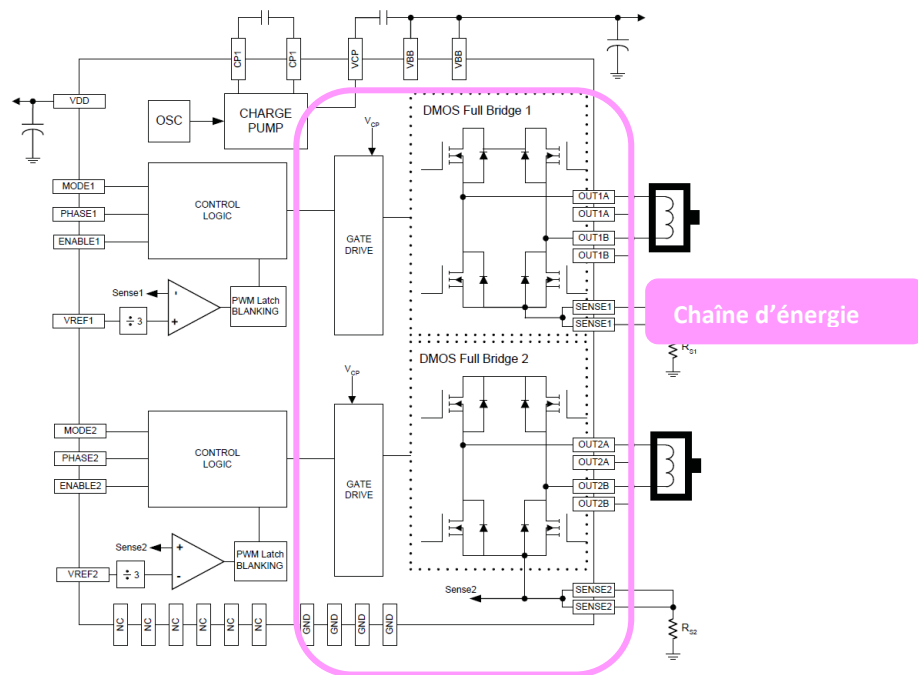 CP1
CP1
VCP
VBB
VBB
VDD
OSC
CHARGE
PUMP
DMOS Full Bridge 1
VCP
MODE1
PHASE1
ENABLE1
CONTROL
LOGIC
GATE
DRIVE
OUT1A
OUT1A
OUT1B
OUT1B
Sense1
-
+
PWM Latch
BLANKING
VREF1
÷ 3
SENSE1
SENSE1
Chaîne d'énergie
RS1
DMOS Full Bridge 2
VCP
MODE2
PHASE2
ENABLE2
CONTROL
LOGIC
GATE
DRIVE
OUT2A
OUT2A
OUT2B
OUT2B
Sense2
+
-
PWM Latch
BLANKING
VREF2
÷ 3
Sense2
SENSE2
SENSE2
RS2
NC
NC
NC
NC
NC
NC
GND
GND
GND
GND